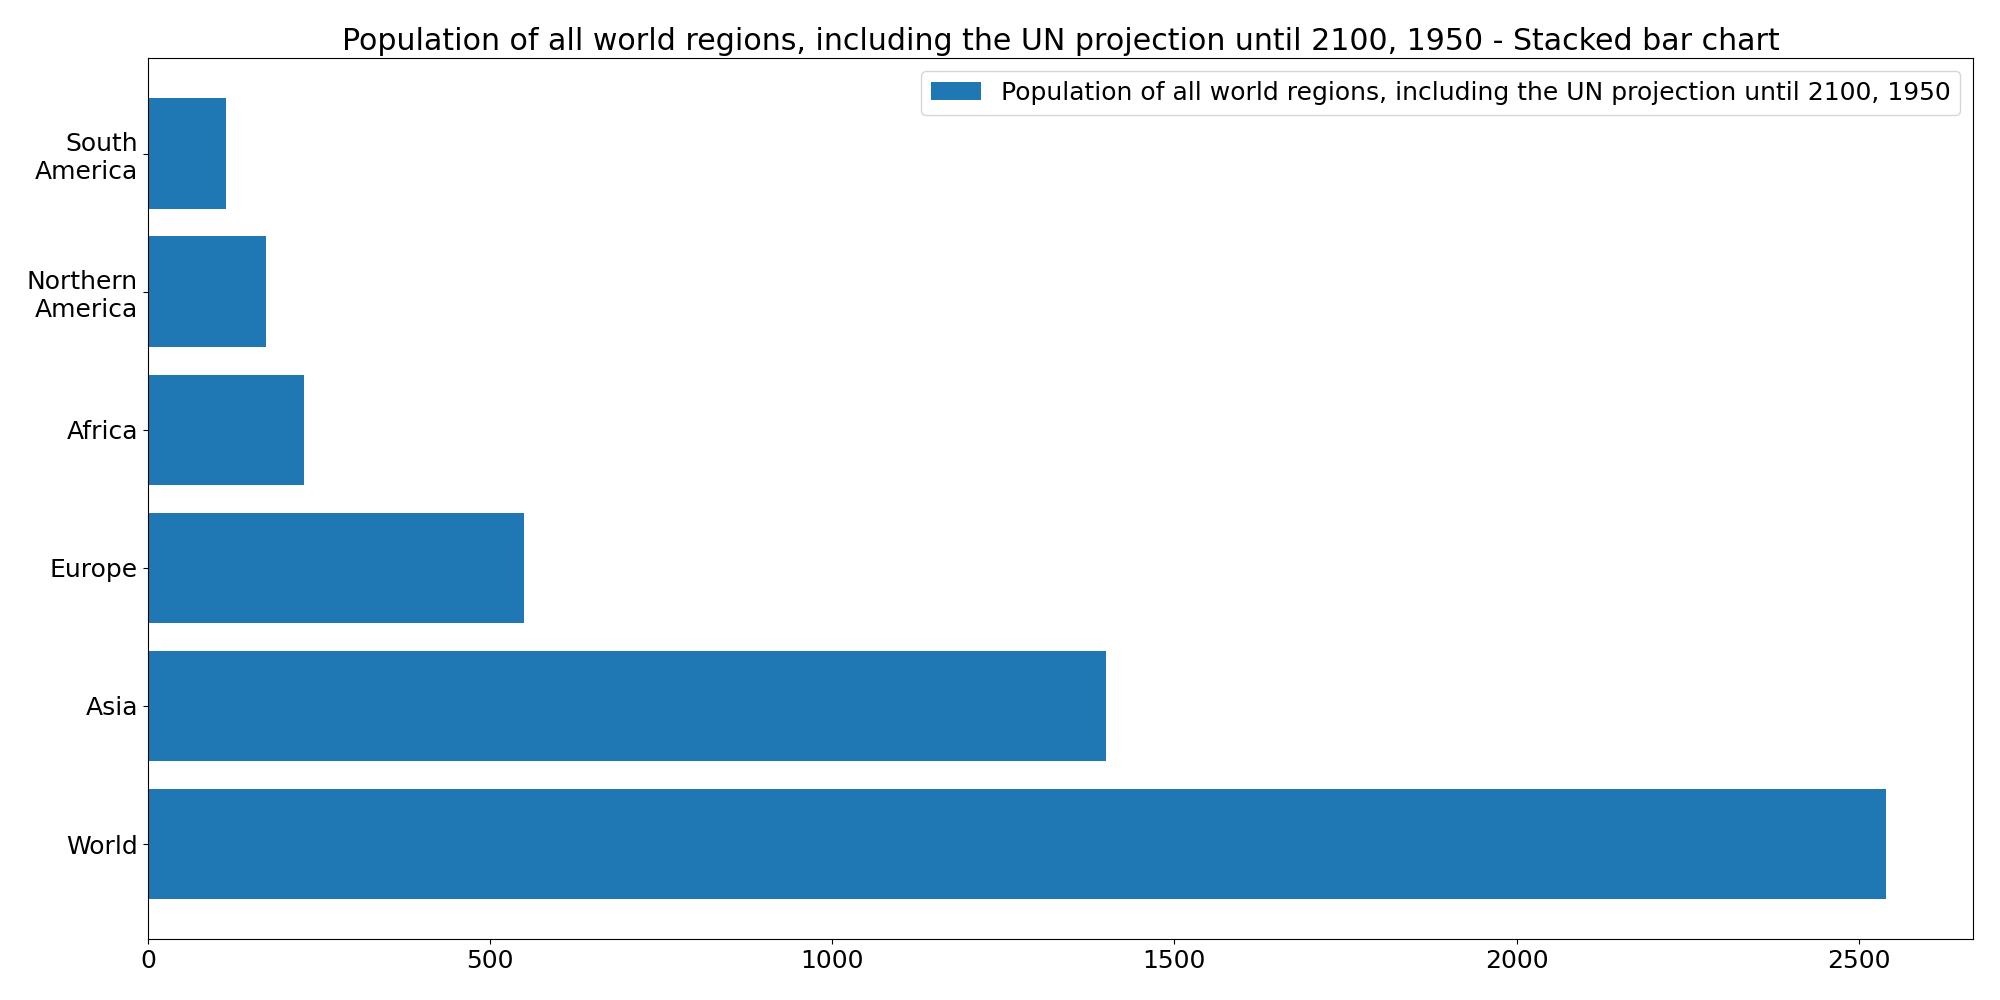 Population of all world regions, including the UN projection until 2100, 1950 - Stacked bar chart
Population of all world regions, including the UN projection until 2100, 1950
South
America
Northern
America
Africa
Europe
Asia
World
0
500
1000
1500
2000
2500